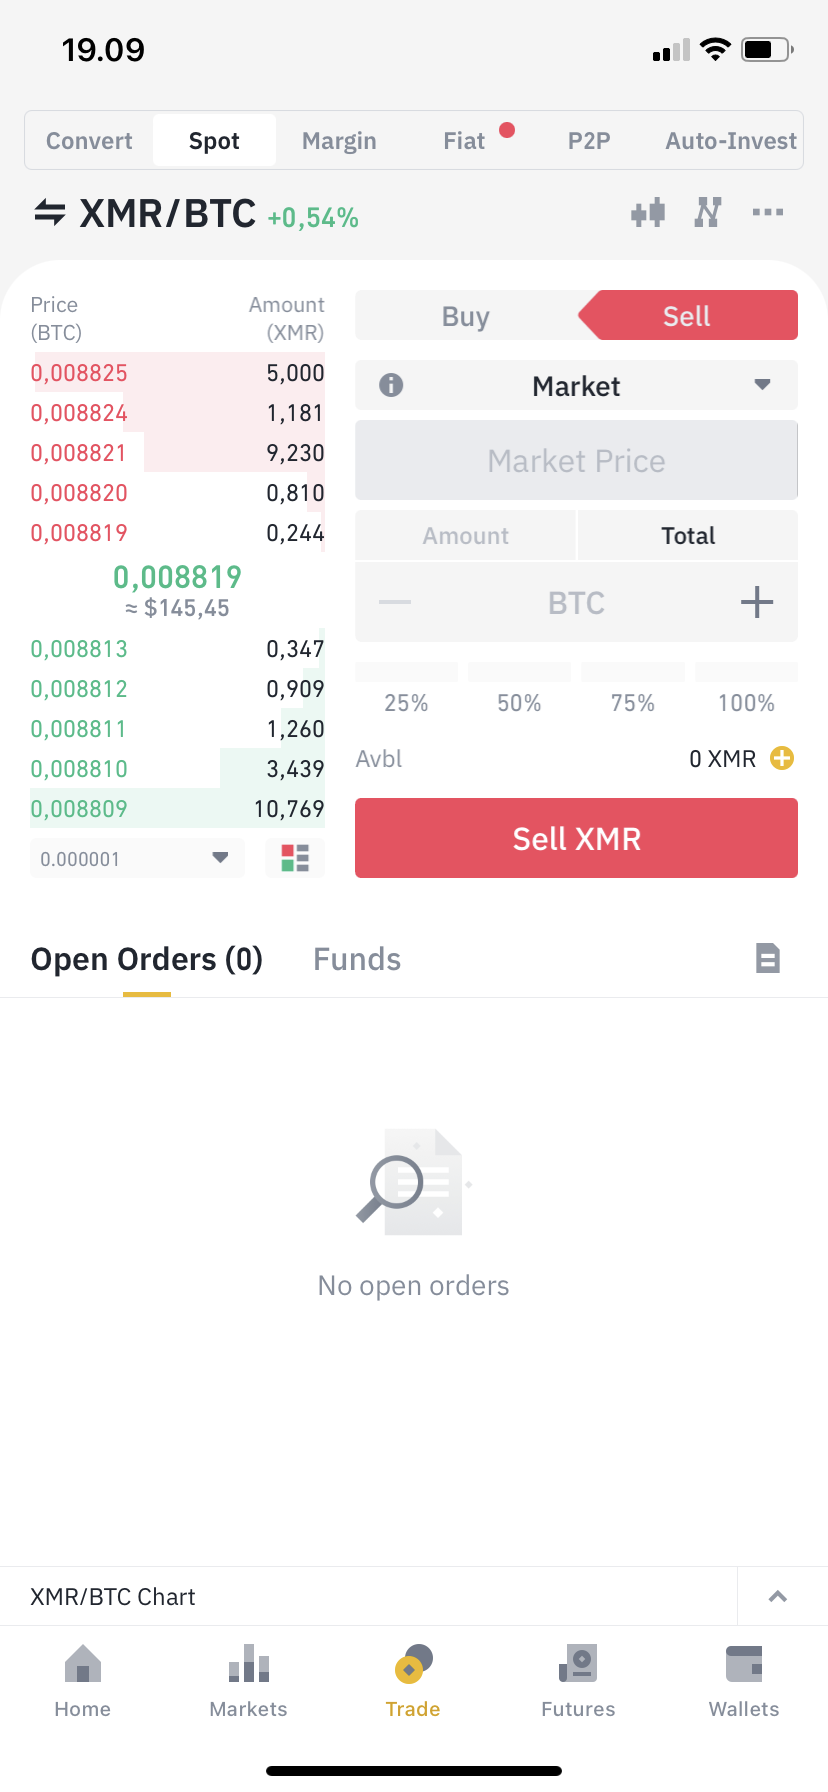 19.09
Convert Spot Margin Fiat P2P Auto-Invest
XMR/BTC +0,54%
Price (BTC) Amount (XMR)
0,008825 5,000
0,008824 1,181
0,008821 9,230
0,008820 0,810
0,008819 0,244
0,008819
≈ $145,45
0,008813 0,347
0,008812 0,909
0,008811 1,260
0,008810 3,439
0,008809 10,769
0.000001
Buy Sell
Market
Market Price
Amount Total
BTC
25% 50% 75% 100%
Avbl 0 XMR
Sell XMR
Open Orders (0) Funds
No open orders
XMR/BTC Chart
Home Markets Trade Futures Wallets